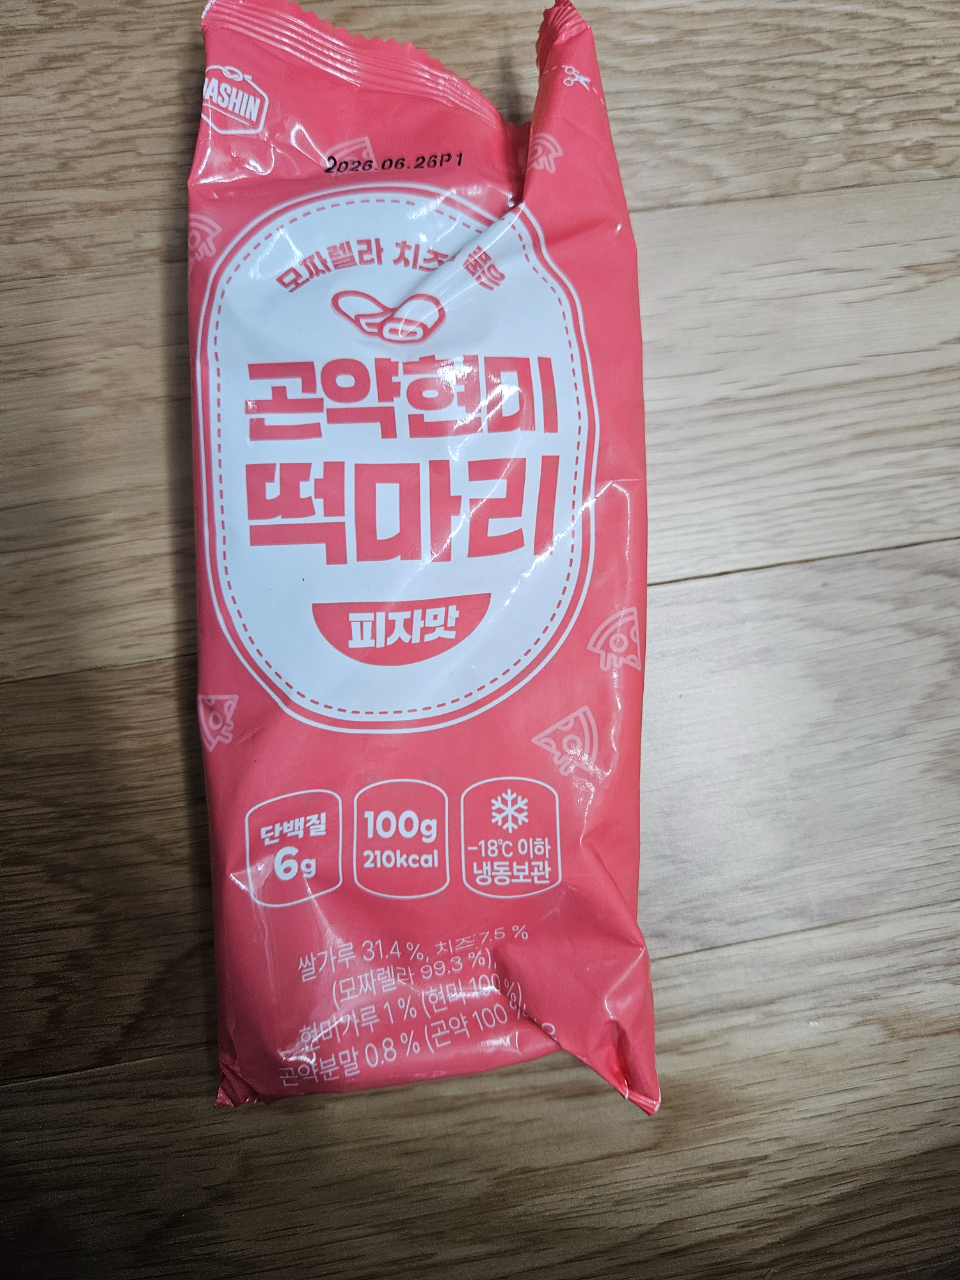 DASHIN
2026.06.26P1
모짜렐라 치즈 품은
곤약현미
떡마리
피자맛
단백질
6g
100g
210kcal
-18℃ 이하
냉동보관
쌀가루 31.4 %, 치즈 7.5 %
(모짜렐라 99.3 %),
현미가루 1 % (현미 100 %),
곤약분말 0.8 % (곤약 100